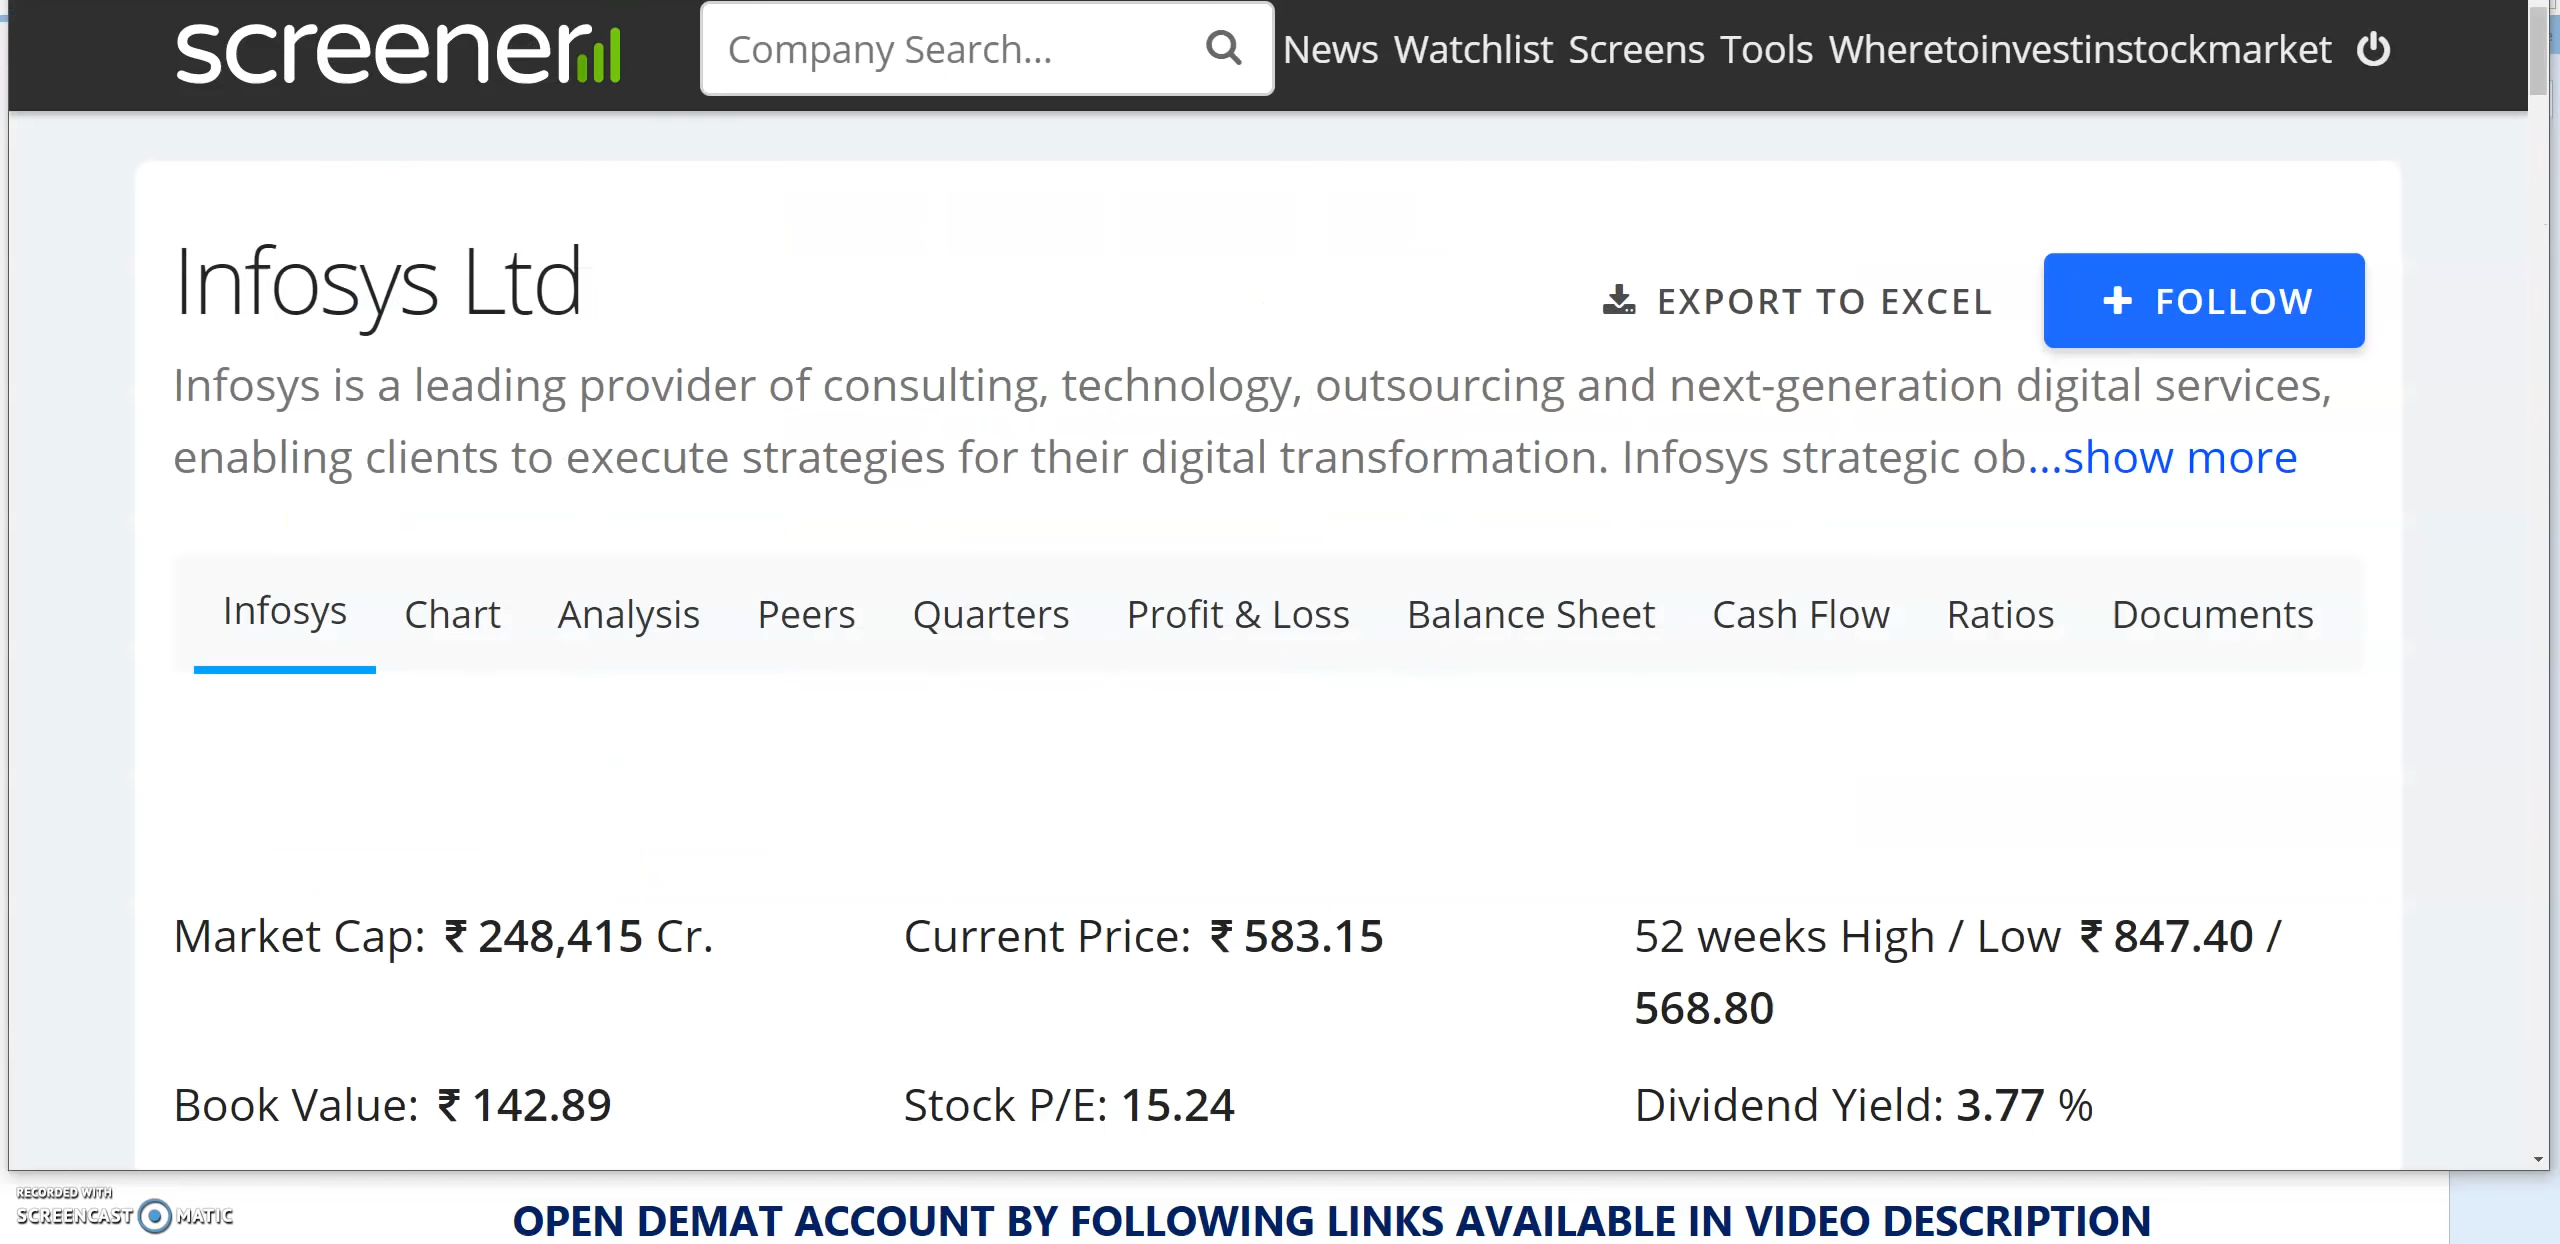 screener
Company Search...
News Watchlist Screens Tools Wheretoinvestinstockmarket
Infosys Ltd
EXPORT TO EXCEL
+ FOLLOW
Infosys is a leading provider of consulting, technology, outsourcing and next-generation digital services,
enabling clients to execute strategies for their digital transformation. Infosys strategic ob...show more
Infosys Chart Analysis Peers Quarters Profit & Loss Balance Sheet Cash Flow Ratios Documents
Market Cap: ₹ 248,415 Cr.
Current Price: ₹ 583.15
52 weeks High / Low ₹ 847.40 /
568.80
Book Value: ₹ 142.89
Stock P/E: 15.24
Dividend Yield: 3.77 %
RECORDED WITH
SCREENCAST MATIC
OPEN DEMAT ACCOUNT BY FOLLOWING LINKS AVAILABLE IN VIDEO DESCRIPTION